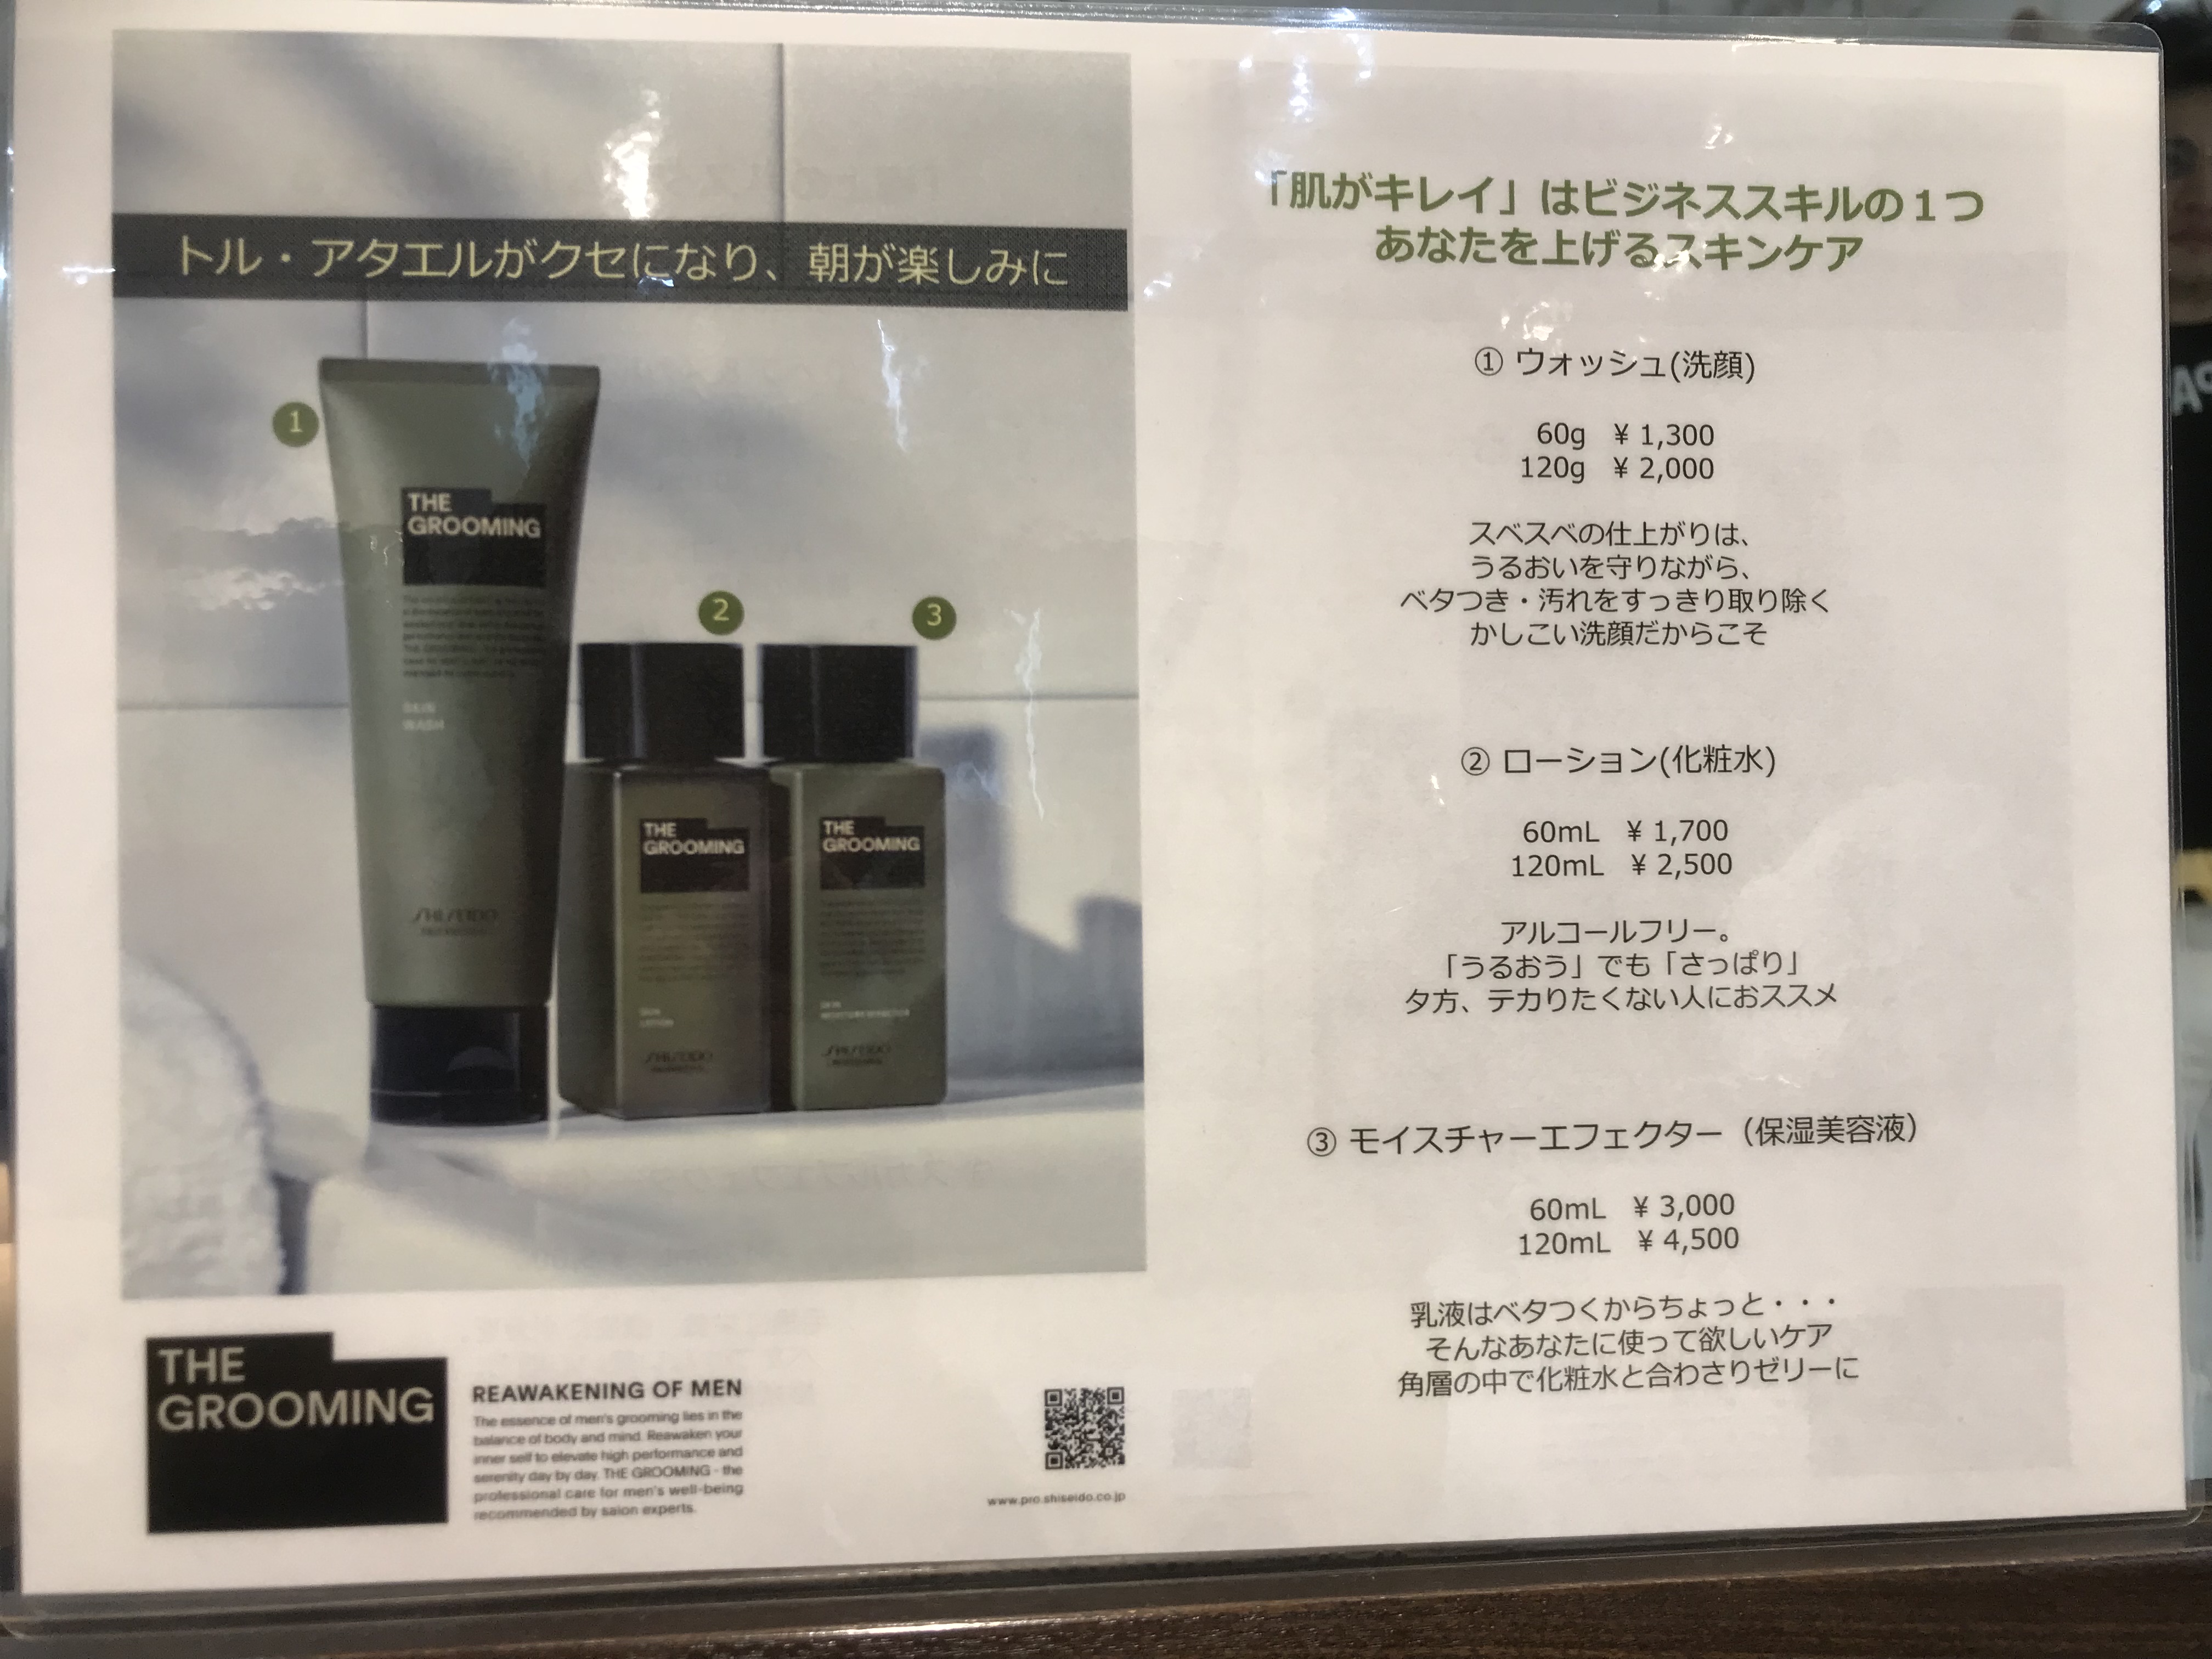 トル・アタエルがクセになり、朝が楽しみに
1
THE
GROOMING
SKIN
WASH
SHISEIDO
2
THE
GROOMING
SKIN
LOTION
SHISEIDO
3
THE
GROOMING
SKIN
SHISEIDO
THE
GROOMING
REAWAKENING OF MEN
The essence of men's grooming lies in the
balance of body and mind. Reawaken your
inner self to elevate high performance and
serenity day by day. THE GROOMING - the
professional care for men's well-being
recommended by salon experts.
www.pro.shiseido.co.jp
「肌がキレイ」はビジネススキルの１つ
あなたを上げるスキンケア
① ウォッシュ(洗顔)
60g ¥ 1,300
120g ¥ 2,000
スベスベの仕上がりは、
うるおいを守りながら、
ベタつき・汚れをすっきり取り除く
かしこい洗顔だからこそ
② ローション(化粧水)
60mL ¥ 1,700
120mL ¥ 2,500
アルコールフリー。
「うるおう」でも「さっぱり」
夕方、テカりたくない人におススメ
③ モイスチャーエフェクター（保湿美容液）
60mL ¥ 3,000
120mL ¥ 4,500
乳液はベタつくからちょっと・・・
そんなあなたに使って欲しいケア
角層の中で化粧水と合わさりゼリーに